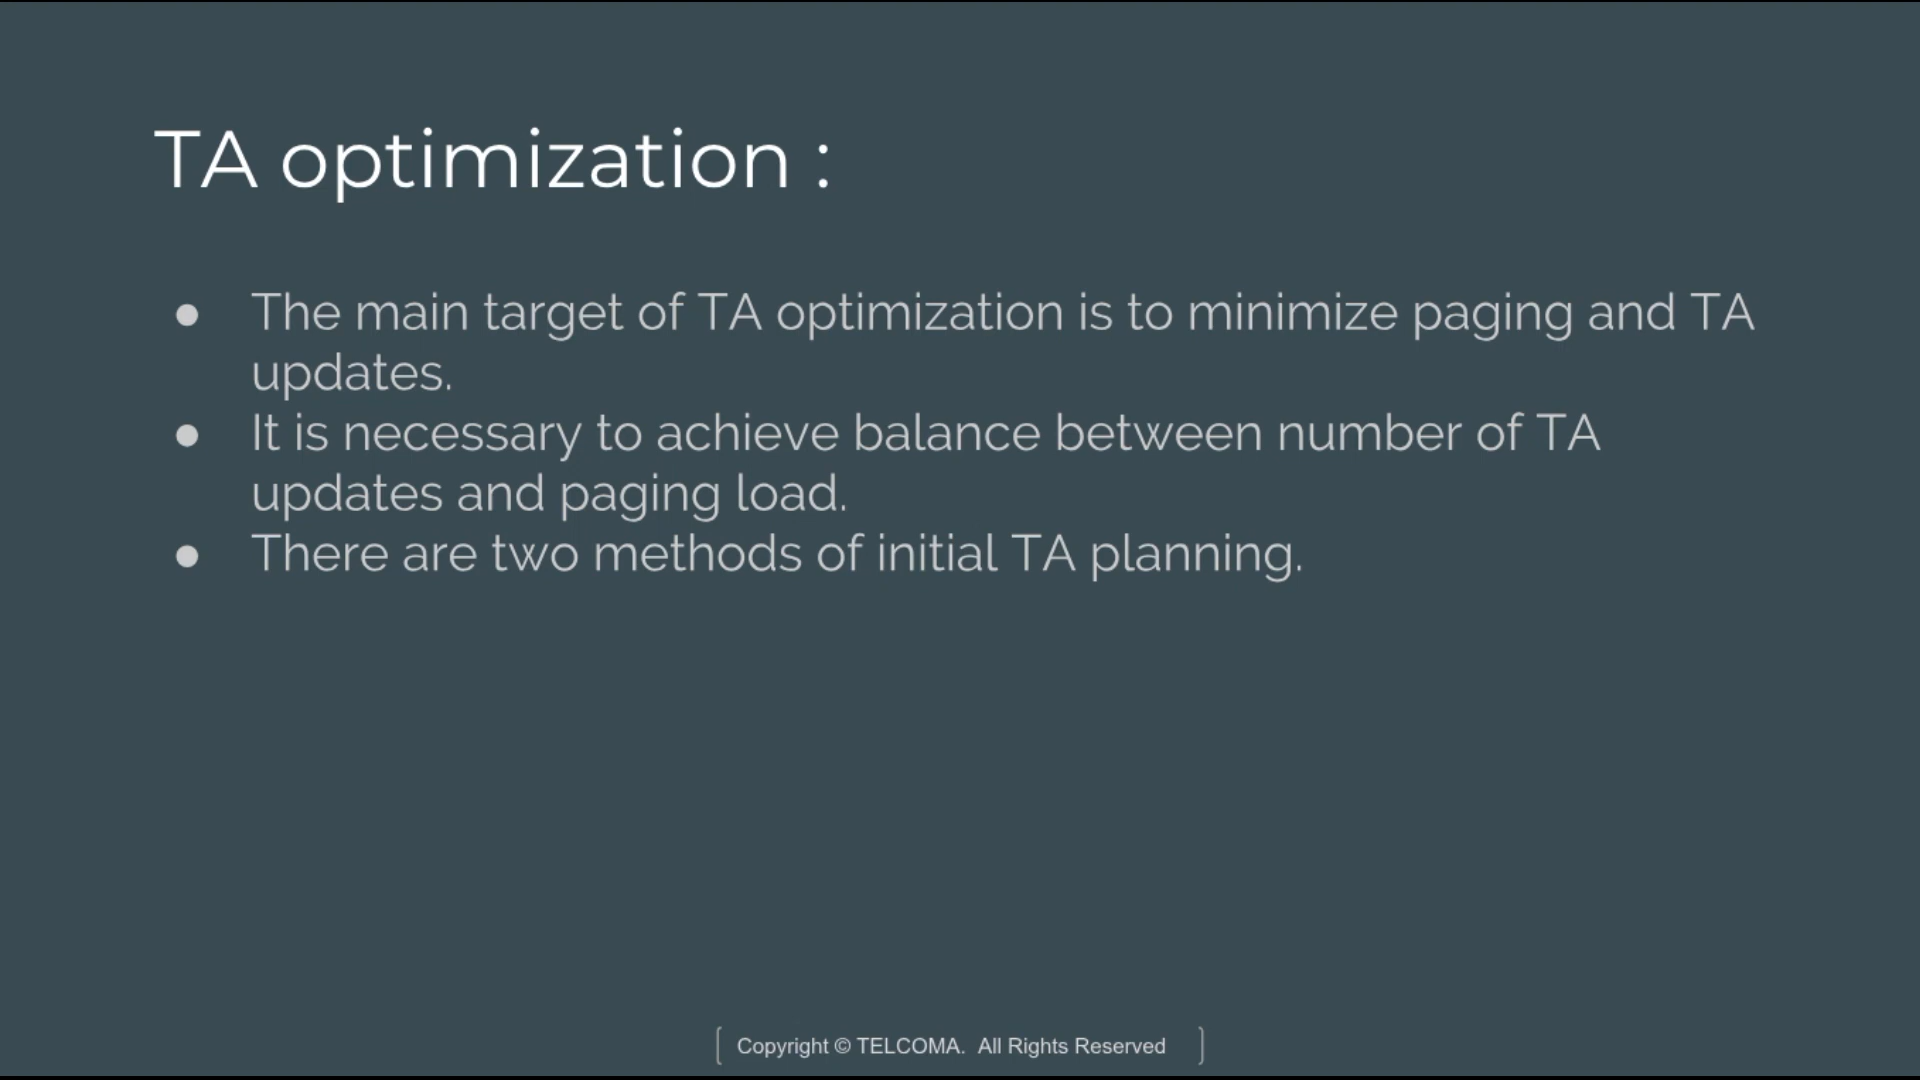 TA optimization :
● The main target of TA optimization is to minimize paging and TA
updates.
● It is necessary to achieve balance between number of TA
updates and paging load.
● There are two methods of initial TA planning.
[ Copyright © TELCOMA. All Rights Reserved ]